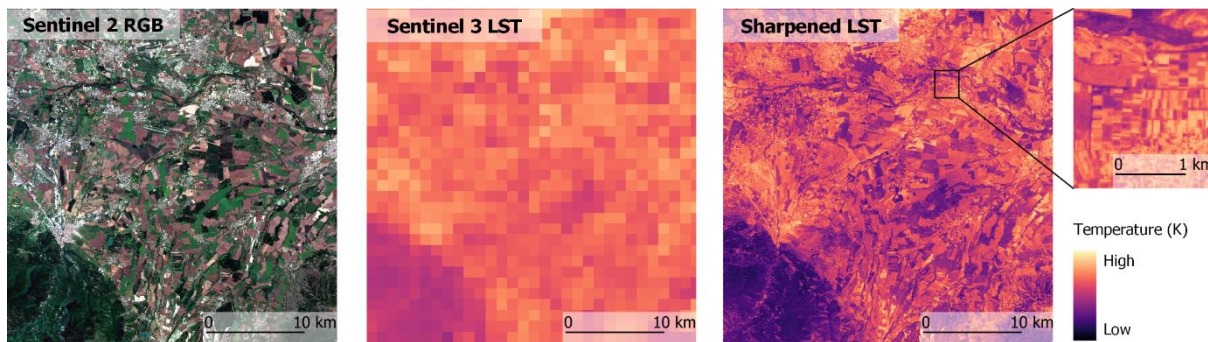 Sentinel 2 RGB
0 10 km
Sentinel 3 LST
0 10 km
Sharpened LST
0 10 km
0 1 km
Temperature (K)
High
Low